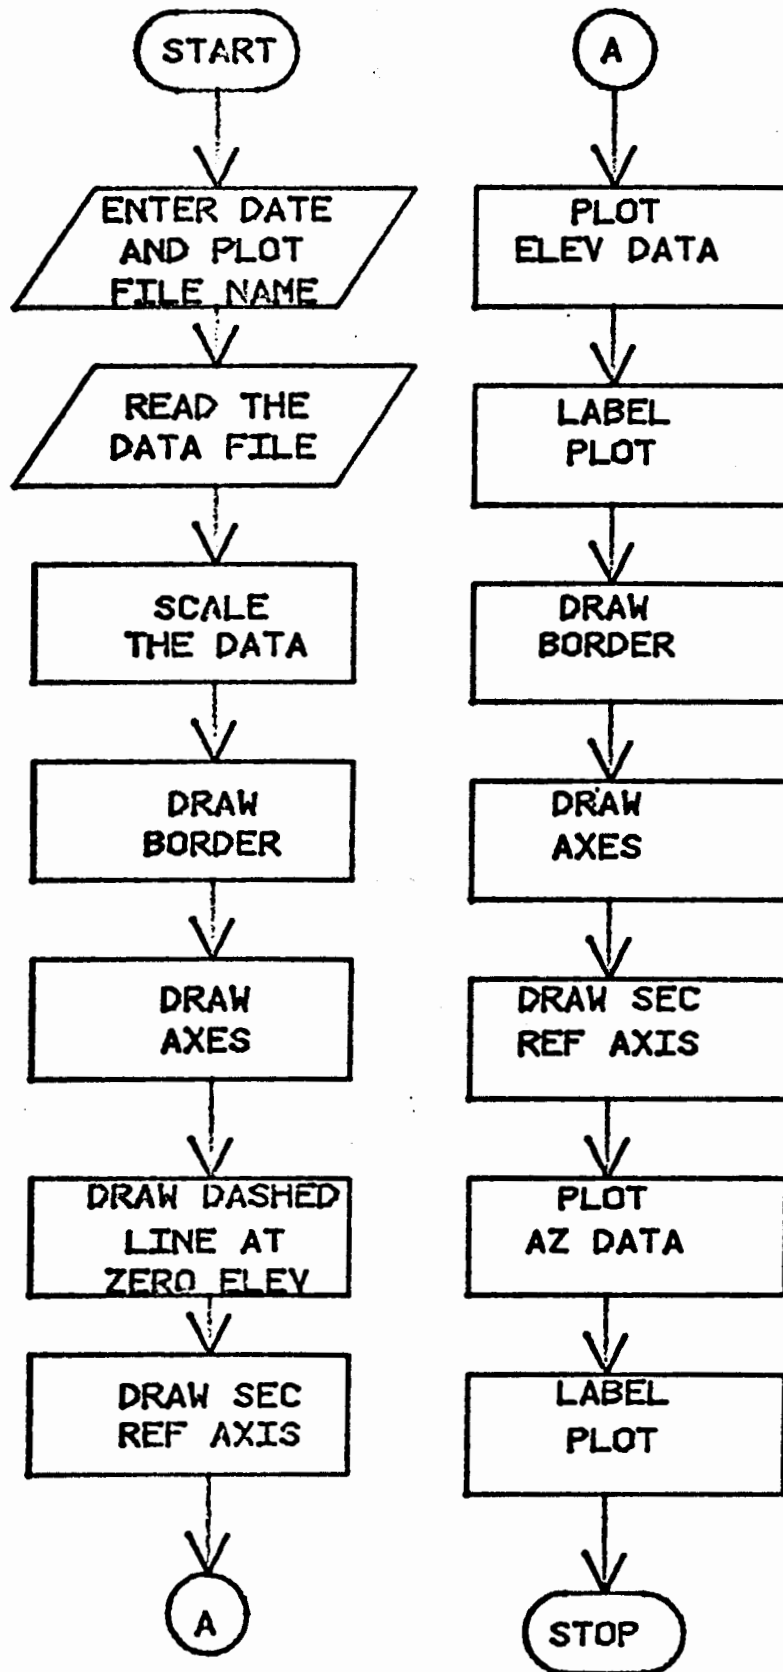 START
ENTER DATE
AND PLOT
FILE NAME
READ THE
DATA FILE
SCALE
THE DATA
DRAW
BORDER
DRAW
AXES
DRAW DASHED
LINE AT
ZERO ELEV
DRAW SEC
REF AXIS
A
A
PLOT
ELEV DATA
LABEL
PLOT
DRAW
BORDER
DRAW
AXES
DRAW SEC
REF AXIS
PLOT
AZ DATA
LABEL
PLOT
STOP